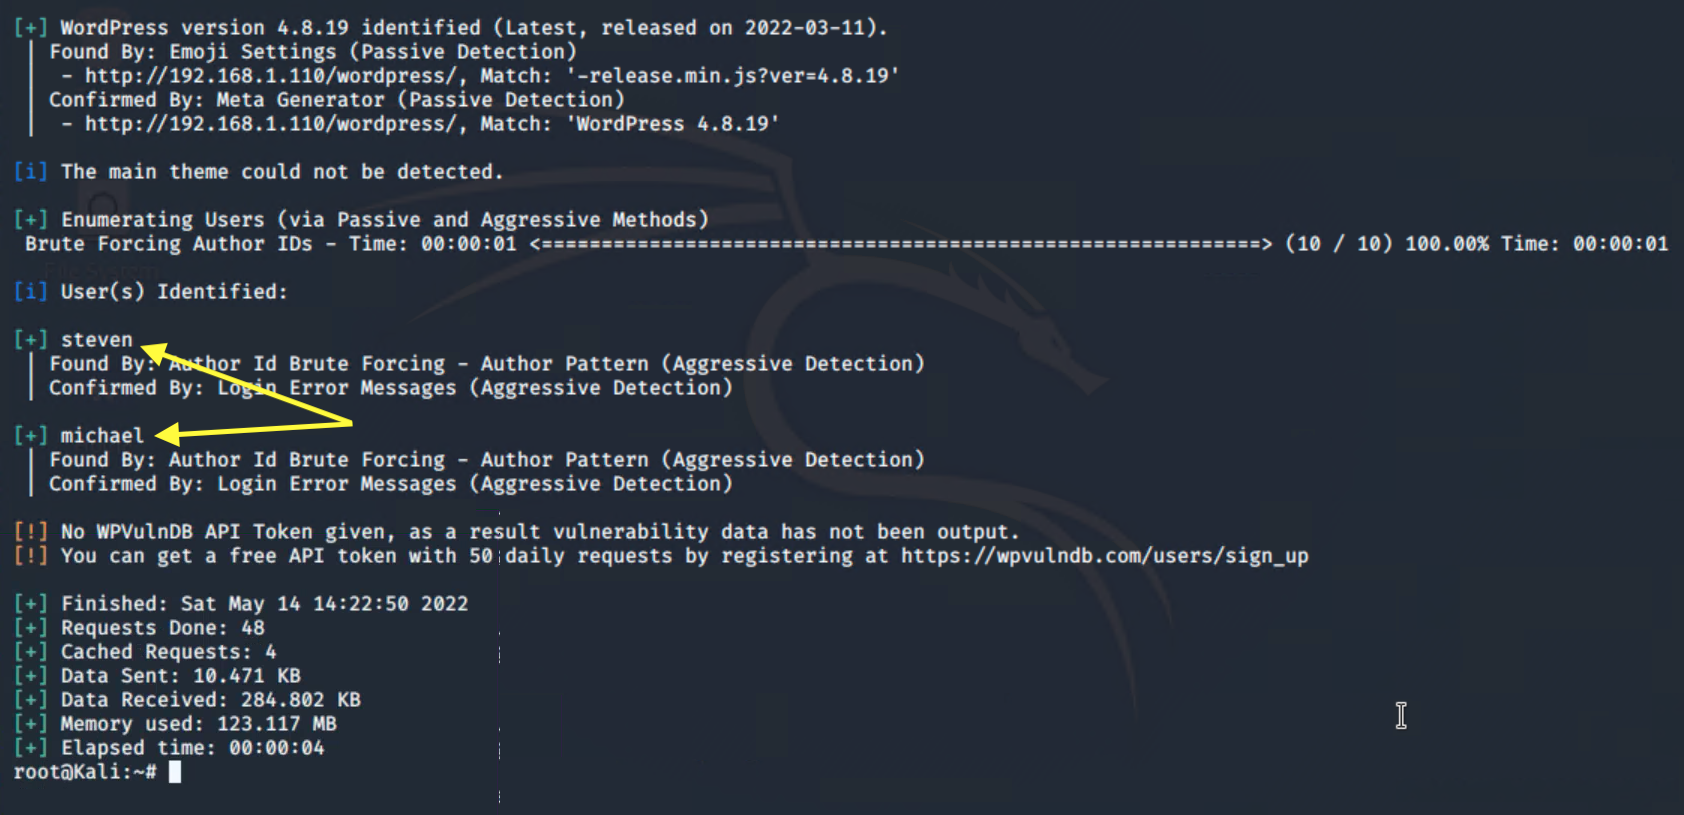 [+] WordPress version 4.8.19 identified (Latest, released on 2022-03-11).
| Found By: Emoji Settings (Passive Detection)
|  - http://192.168.1.110/wordpress/, Match: '-release.min.js?ver=4.8.19'
| Confirmed By: Meta Generator (Passive Detection)
|  - http://192.168.1.110/wordpress/, Match: 'WordPress 4.8.19'
[i] The main theme could not be detected.
[+] Enumerating Users (via Passive and Aggressive Methods)
Brute Forcing Author IDs - Time: 00:00:01 <============================================================> (10 / 10) 100.00% Time: 00:00:01
File System
[i] User(s) Identified:
[+] steven
| Found By: Author Id Brute Forcing - Author Pattern (Aggressive Detection)
| Confirmed By: Login Error Messages (Aggressive Detection)
[+] michael
| Found By: Author Id Brute Forcing - Author Pattern (Aggressive Detection)
| Confirmed By: Login Error Messages (Aggressive Detection)
[!] No WPVulnDB API Token given, as a result vulnerability data has not been output.
[!] You can get a free API token with 50 daily requests by registering at https://wpvulndb.com/users/sign_up
[+] Finished: Sat May 14 14:22:50 2022
[+] Requests Done: 48
[+] Cached Requests: 4
[+] Data Sent: 10.471 KB
[+] Data Received: 284.802 KB
[+] Memory used: 123.117 MB
[+] Elapsed time: 00:00:04
root@Kali:~#